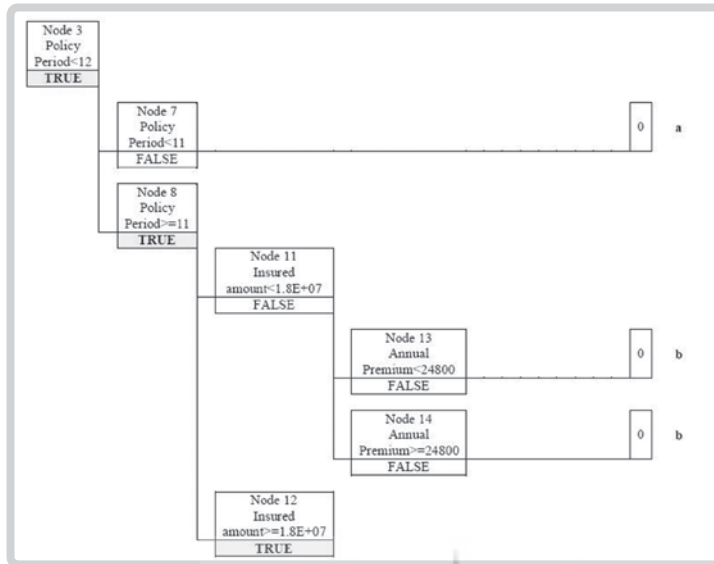 Node 3
Policy
Period<12
TRUE
Node 7
Policy
Period<11
FALSE
0
a
Node 8
Policy
Period>=11
TRUE
Node 11
Insured
amount<1.8E+07
FALSE
Node 13
Annual
Premium<24800
FALSE
0
b
Node 14
Annual
Premium>=24800
FALSE
0
b
Node 12
Insured
amount>=1.8E+07
TRUE